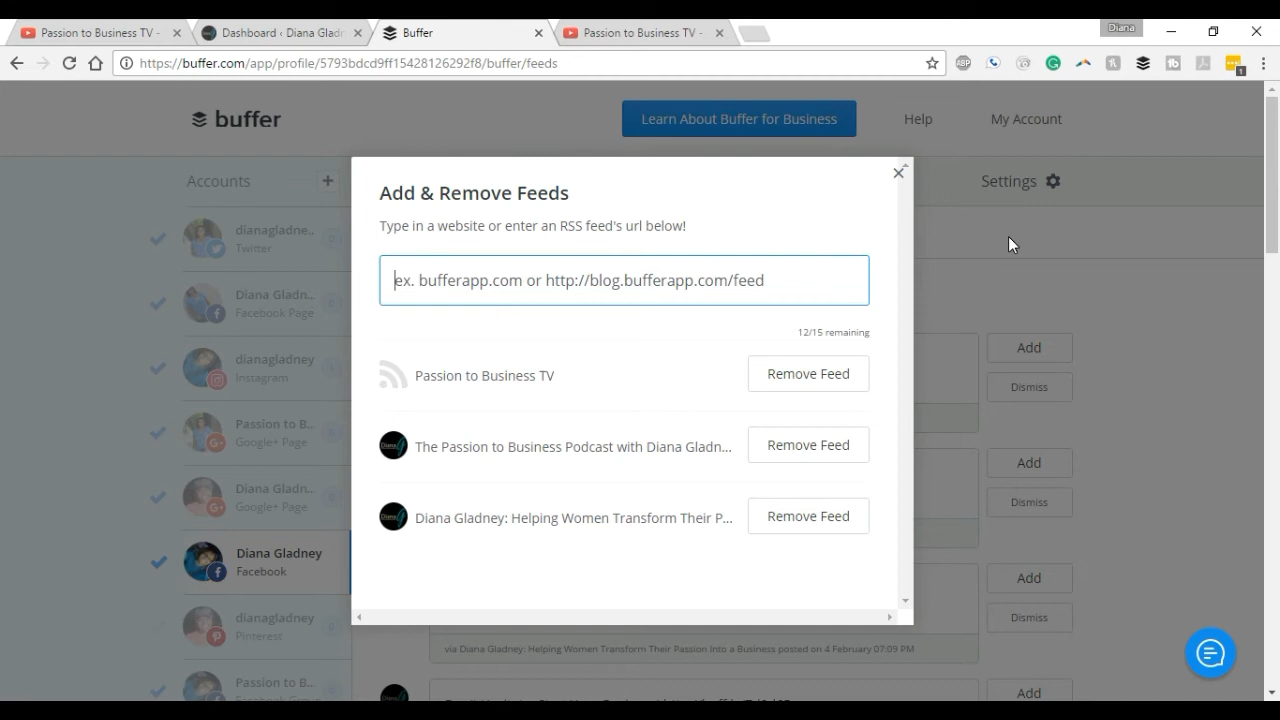 Passion to Business TV -
Dashboard ‹ Diana Gladn
Buffer
Passion to Business TV -
Diana
https://buffer.com/app/profile/5793bdcd9ff15428126292f8/buffer/feeds
ABP
1
buffer
Learn About Buffer for Business
Help
My Account
Accounts
+
Settings
dianagladne..
Twitter
Diana Gladn..
Facebook Page
dianagladney
Instagram
Passion to B..
Google+ Page
Diana Gladn..
Google+ Page
Diana Gladney
Facebook
dianagladney
Pinterest
Passion to B..
Add & Remove Feeds
Type in a website or enter an RSS feed's url below!
ex. bufferapp.com or http://blog.bufferapp.com/feed
12/15 remaining
Passion to Business TV
Remove Feed
The Passion to Business Podcast with Diana Gladn...
Remove Feed
Diana Gladney: Helping Women Transform Their P...
Remove Feed
Add
Dismiss
Add
Dismiss
Add
Dismiss
via Diana Gladney: Helping Women Transform Their Passion Into a Business posted on 4 February 07:09 PM
Add